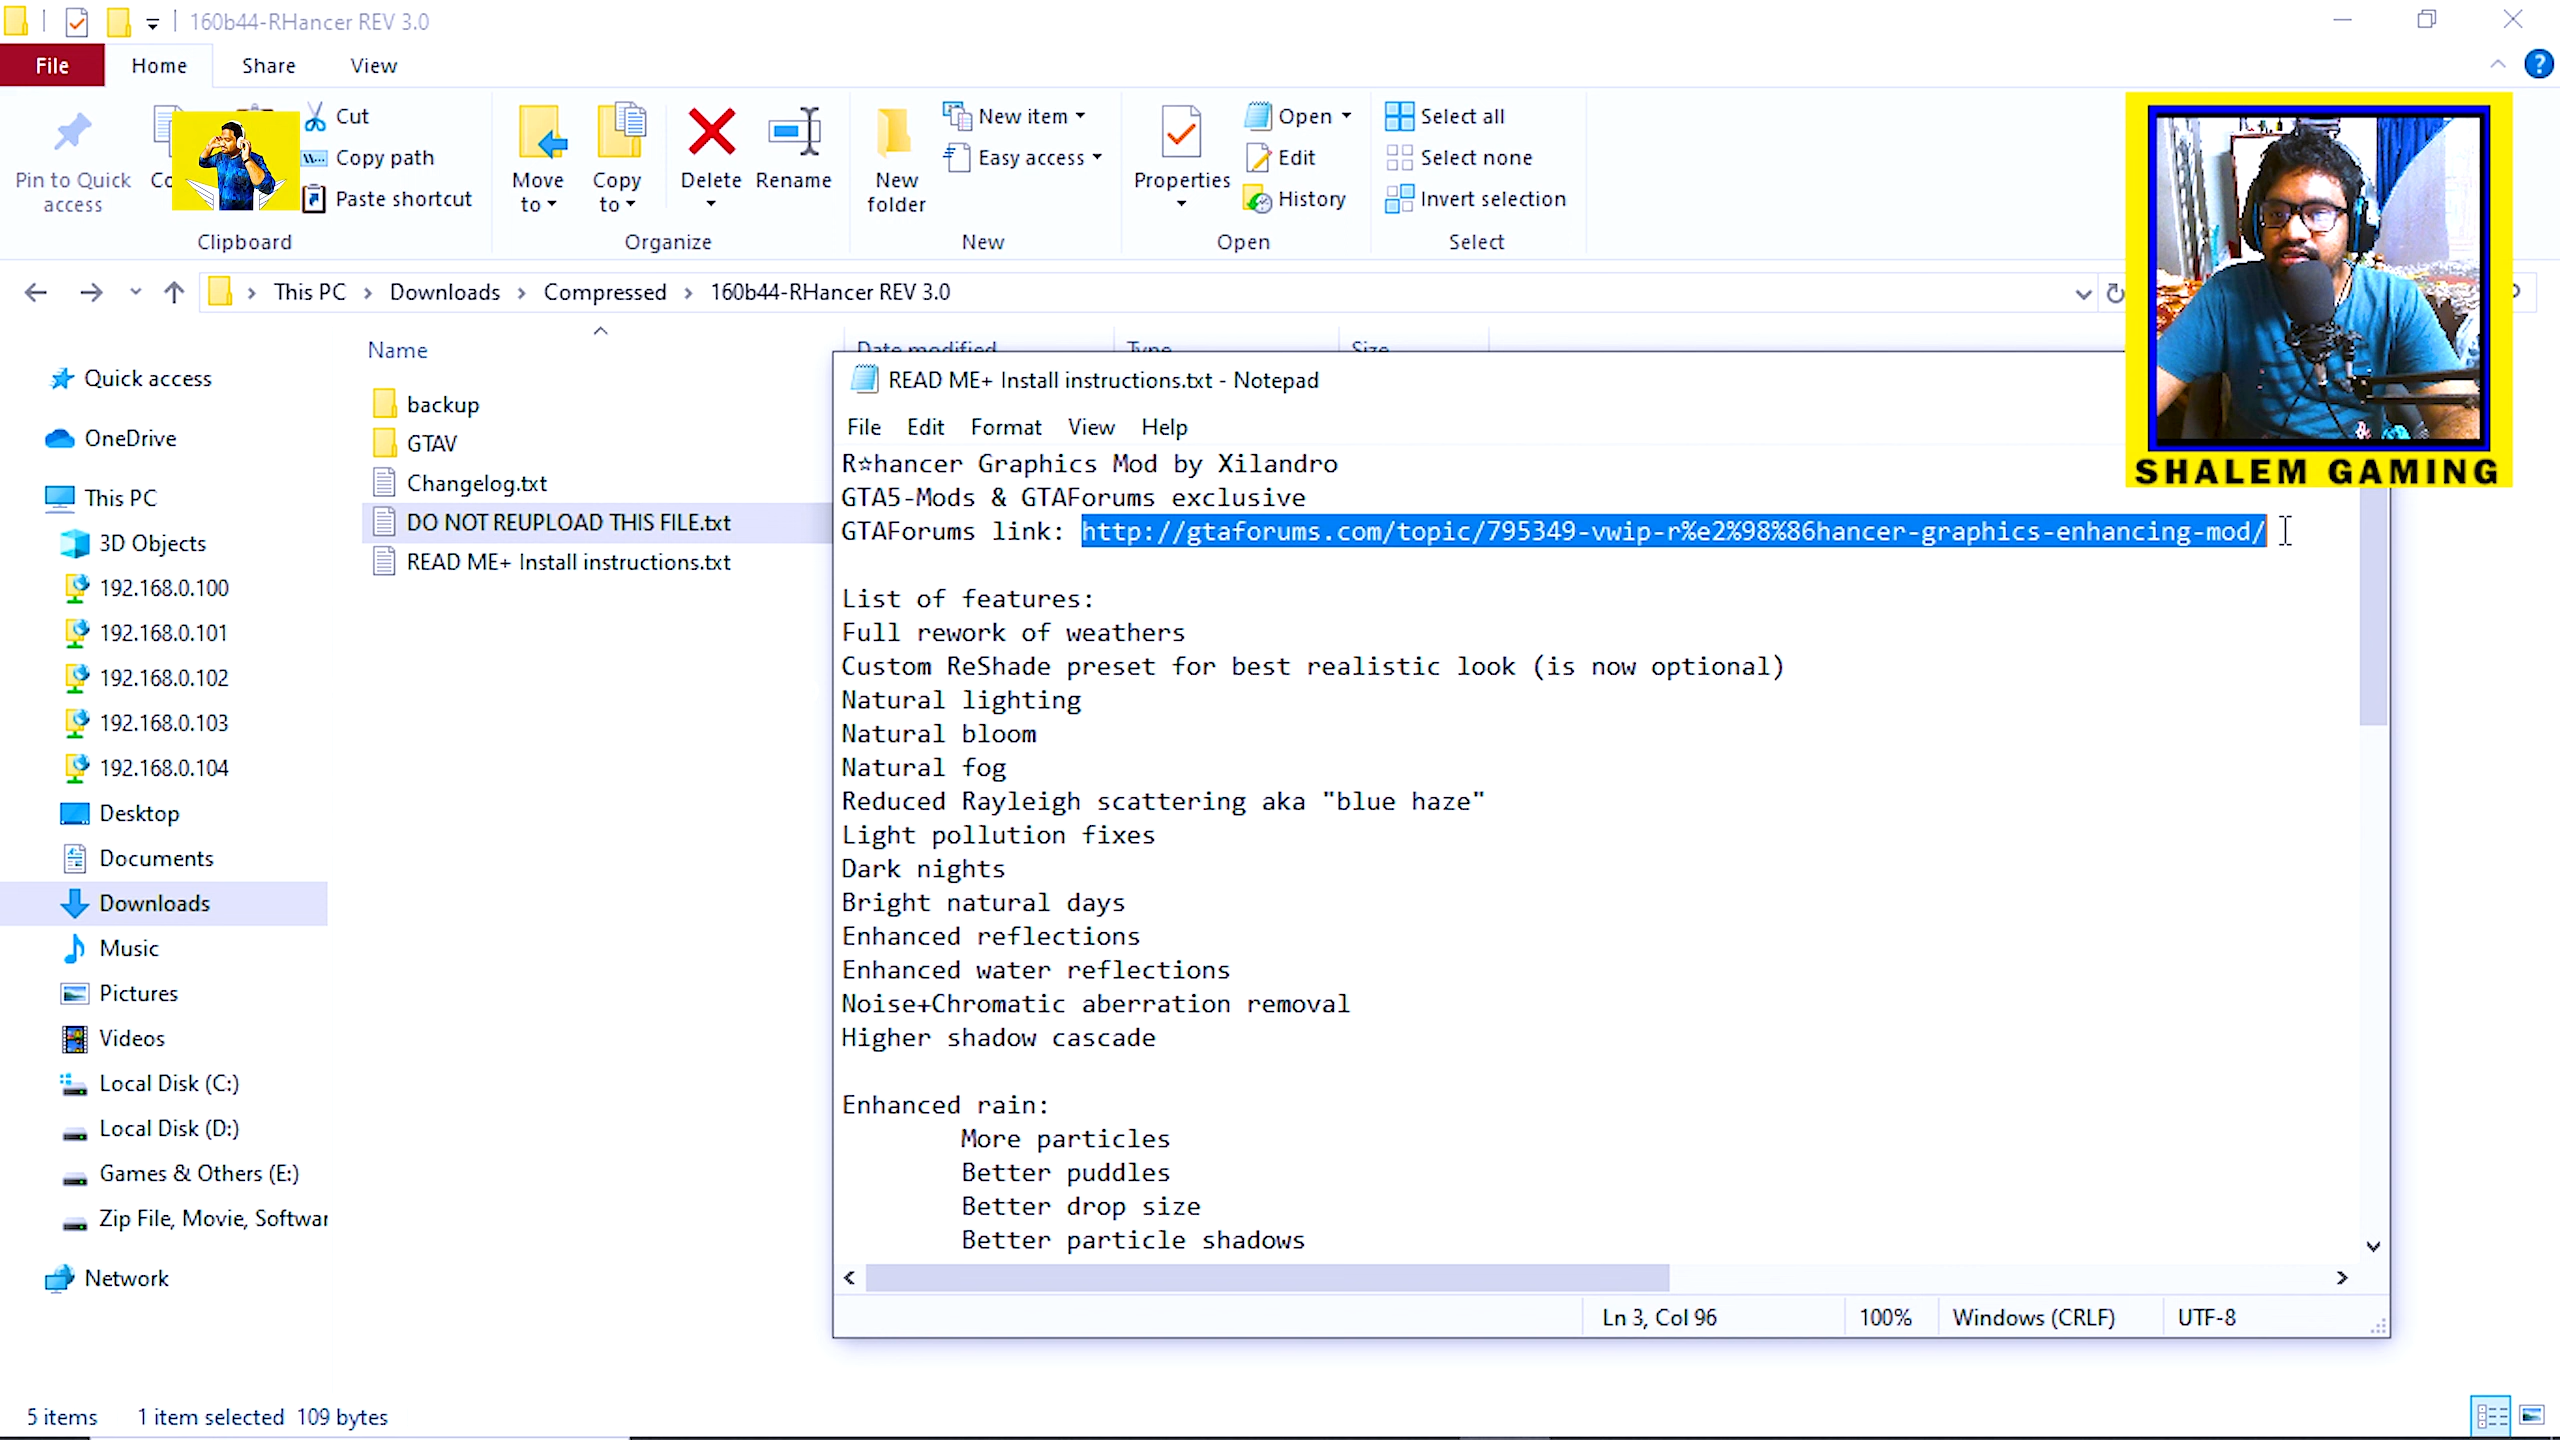 160b44-RHancer REV 3.0
File
Home
Share
View
Pin to Quick access
Cut
Copy path
Paste shortcut
Clipboard
Move to
Copy to
Delete
Rename
Organize
New folder
New item
Easy access
New
Properties
Open
Edit
History
Open
Select all
Select none
Invert selection
Select
This PC
Downloads
Compressed
160b44-RHancer REV 3.0
Name
Date modified
Type
Size
Quick access
OneDrive
This PC
3D Objects
192.168.0.100
192.168.0.101
192.168.0.102
192.168.0.103
192.168.0.104
Desktop
Documents
Downloads
Music
Pictures
Videos
Local Disk (C:)
Local Disk (D:)
Games & Others (E:)
Zip File, Movie, Softwar
Network
backup
GTAV
Changelog.txt
DO NOT REUPLOAD THIS FILE.txt
READ ME+ Install instructions.txt
READ ME+ Install instructions.txt - Notepad
File Edit Format View Help
R☆hancer Graphics Mod by Xilandro
GTA5-Mods & GTAForums exclusive
GTAForums link: http://gtaforums.com/topic/795349-vwip-r%e2%98%86hancer-graphics-enhancing-mod/
List of features:
Full rework of weathers
Custom ReShade preset for best realistic look (is now optional)
Natural lighting
Natural bloom
Natural fog
Reduced Rayleigh scattering aka "blue haze"
Light pollution fixes
Dark nights
Bright natural days
Enhanced reflections
Enhanced water reflections
Noise+Chromatic aberration removal
Higher shadow cascade
Enhanced rain:
More particles
Better puddles
Better drop size
Better particle shadows
Ln 3, Col 96
100%
Windows (CRLF)
UTF-8
SHALEM GAMING
5 items
1 item selected 109 bytes